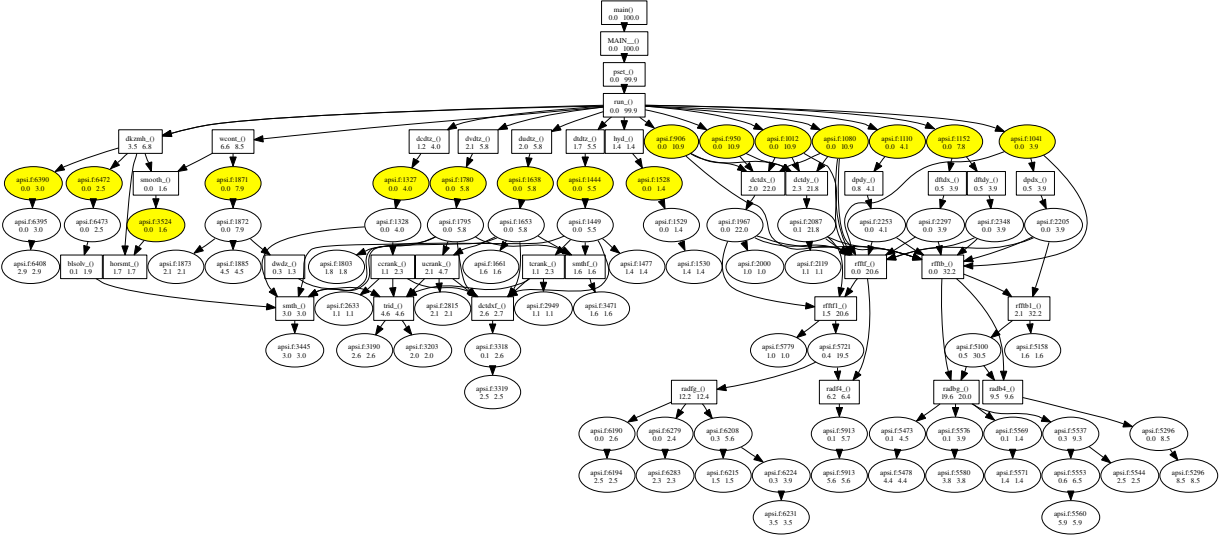 main()
0.0 100.0
MAIN__()
0.0 100.0
pset_()
0.0 99.9
run_()
0.0 99.9
dkzmh_()
3.5 6.8
wcont_()
6.6 8.5
dcdtz_()
1.2 4.0
dvdtz_()
2.1 5.8
dudtz_()
2.0 5.8
dtdtz_()
1.7 5.5
hyd_()
1.4 1.4
apsi.f:906
0.0 10.9
apsi.f:950
0.0 10.9
apsi.f:1012
0.0 10.9
apsi.f:1080
0.0 10.9
apsi.f:1110
0.0 4.1
apsi.f:1152
0.0 7.8
apsi.f:1041
0.0 3.9
apsi.f:6390
0.0 3.0
apsi.f:6472
0.0 2.5
smooth_()
0.0 1.6
apsi.f:1871
0.0 7.9
apsi.f:1327
0.0 4.0
apsi.f:1780
0.0 5.8
apsi.f:1638
0.0 5.8
apsi.f:1444
0.0 5.5
apsi.f:1528
0.0 1.4
dctdx_()
2.0 22.0
dctdy_()
2.3 21.8
dpdy_()
0.8 4.1
dftdx_()
0.5 3.9
dftdy_()
0.5 3.9
dpdx_()
0.5 3.9
apsi.f:6395
0.0 3.0
apsi.f:6473
0.0 2.5
apsi.f:3524
0.0 1.6
apsi.f:1872
0.0 7.9
apsi.f:1328
0.0 4.0
apsi.f:1795
0.0 5.8
apsi.f:1653
0.0 5.8
apsi.f:1449
0.0 5.5
apsi.f:1529
0.0 1.4
apsi.f:1967
0.0 22.0
apsi.f:2087
0.1 21.8
apsi.f:2253
0.0 4.1
apsi.f:2297
0.0 3.9
apsi.f:2348
0.0 3.9
apsi.f:2205
0.0 3.9
apsi.f:6408
2.9 2.9
blsolv_()
0.1 1.9
horsmt_()
1.7 1.7
apsi.f:1873
2.1 2.1
apsi.f:1885
4.5 4.5
dwdz_()
0.3 1.3
apsi.f:1803
1.8 1.8
ccrank_()
1.1 2.3
ucrank_()
2.1 4.7
apsi.f:1661
1.6 1.6
tcrank_()
1.1 2.3
smthf_()
1.6 1.6
apsi.f:1477
1.4 1.4
apsi.f:1530
1.4 1.4
apsi.f:2000
1.0 1.0
apsi.f:2119
1.1 1.1
rfftf_()
0.0 20.6
rfftb_()
0.0 32.2
smth_()
3.0 3.0
apsi.f:2633
1.1 1.1
trid_()
4.6 4.6
apsi.f:2815
2.1 2.1
dctdxf_()
2.6 2.7
apsi.f:2949
1.1 1.1
apsi.f:3471
1.6 1.6
rfftf1_()
1.5 20.6
rfftb1_()
2.1 32.2
apsi.f:3445
3.0 3.0
apsi.f:3190
2.6 2.6
apsi.f:3203
2.0 2.0
apsi.f:3318
0.1 2.6
apsi.f:5779
1.0 1.0
apsi.f:5721
0.4 19.5
apsi.f:5100
0.5 30.5
apsi.f:5158
1.6 1.6
apsi.f:3319
2.5 2.5
radfg_()
12.2 12.4
radf4_()
6.2 6.4
radbg_()
19.6 20.0
radb4_()
9.5 9.6
apsi.f:6190
0.0 2.6
apsi.f:6279
0.0 2.4
apsi.f:6208
0.3 5.6
apsi.f:5913
0.1 5.7
apsi.f:5473
0.1 4.5
apsi.f:5576
0.1 3.9
apsi.f:5569
0.1 1.4
apsi.f:5537
0.3 9.3
apsi.f:5296
0.0 8.5
apsi.f:6194
2.5 2.5
apsi.f:6283
2.3 2.3
apsi.f:6215
1.5 1.5
apsi.f:6224
0.3 3.9
apsi.f:5913
5.6 5.6
apsi.f:5478
4.4 4.4
apsi.f:5580
3.8 3.8
apsi.f:5571
1.4 1.4
apsi.f:5553
0.6 6.5
apsi.f:5544
2.5 2.5
apsi.f:5296
8.5 8.5
apsi.f:6231
3.5 3.5
apsi.f:5560
5.9 5.9